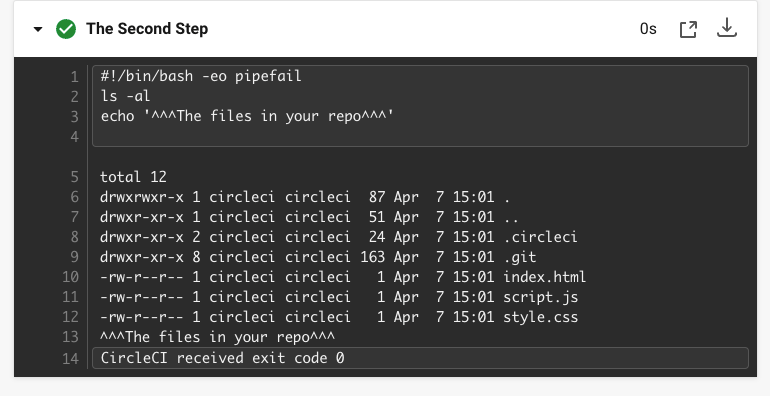 The Second Step 0s
1 #!/bin/bash -eo pipefail
2 ls -al
3 echo '^^^The files in your repo^^^'
4
5 total 12
6 drwxrwxr-x 1 circleci circleci  87 Apr  7 15:01 .
7 drwxr-xr-x 1 circleci circleci  51 Apr  7 15:01 ..
8 drwxr-xr-x 2 circleci circleci  24 Apr  7 15:01 .circleci
9 drwxr-xr-x 8 circleci circleci 163 Apr  7 15:01 .git
10 -rw-r--r-- 1 circleci circleci   1 Apr  7 15:01 index.html
11 -rw-r--r-- 1 circleci circleci   1 Apr  7 15:01 script.js
12 -rw-r--r-- 1 circleci circleci   1 Apr  7 15:01 style.css
13 ^^^The files in your repo^^^
14 CircleCI received exit code 0